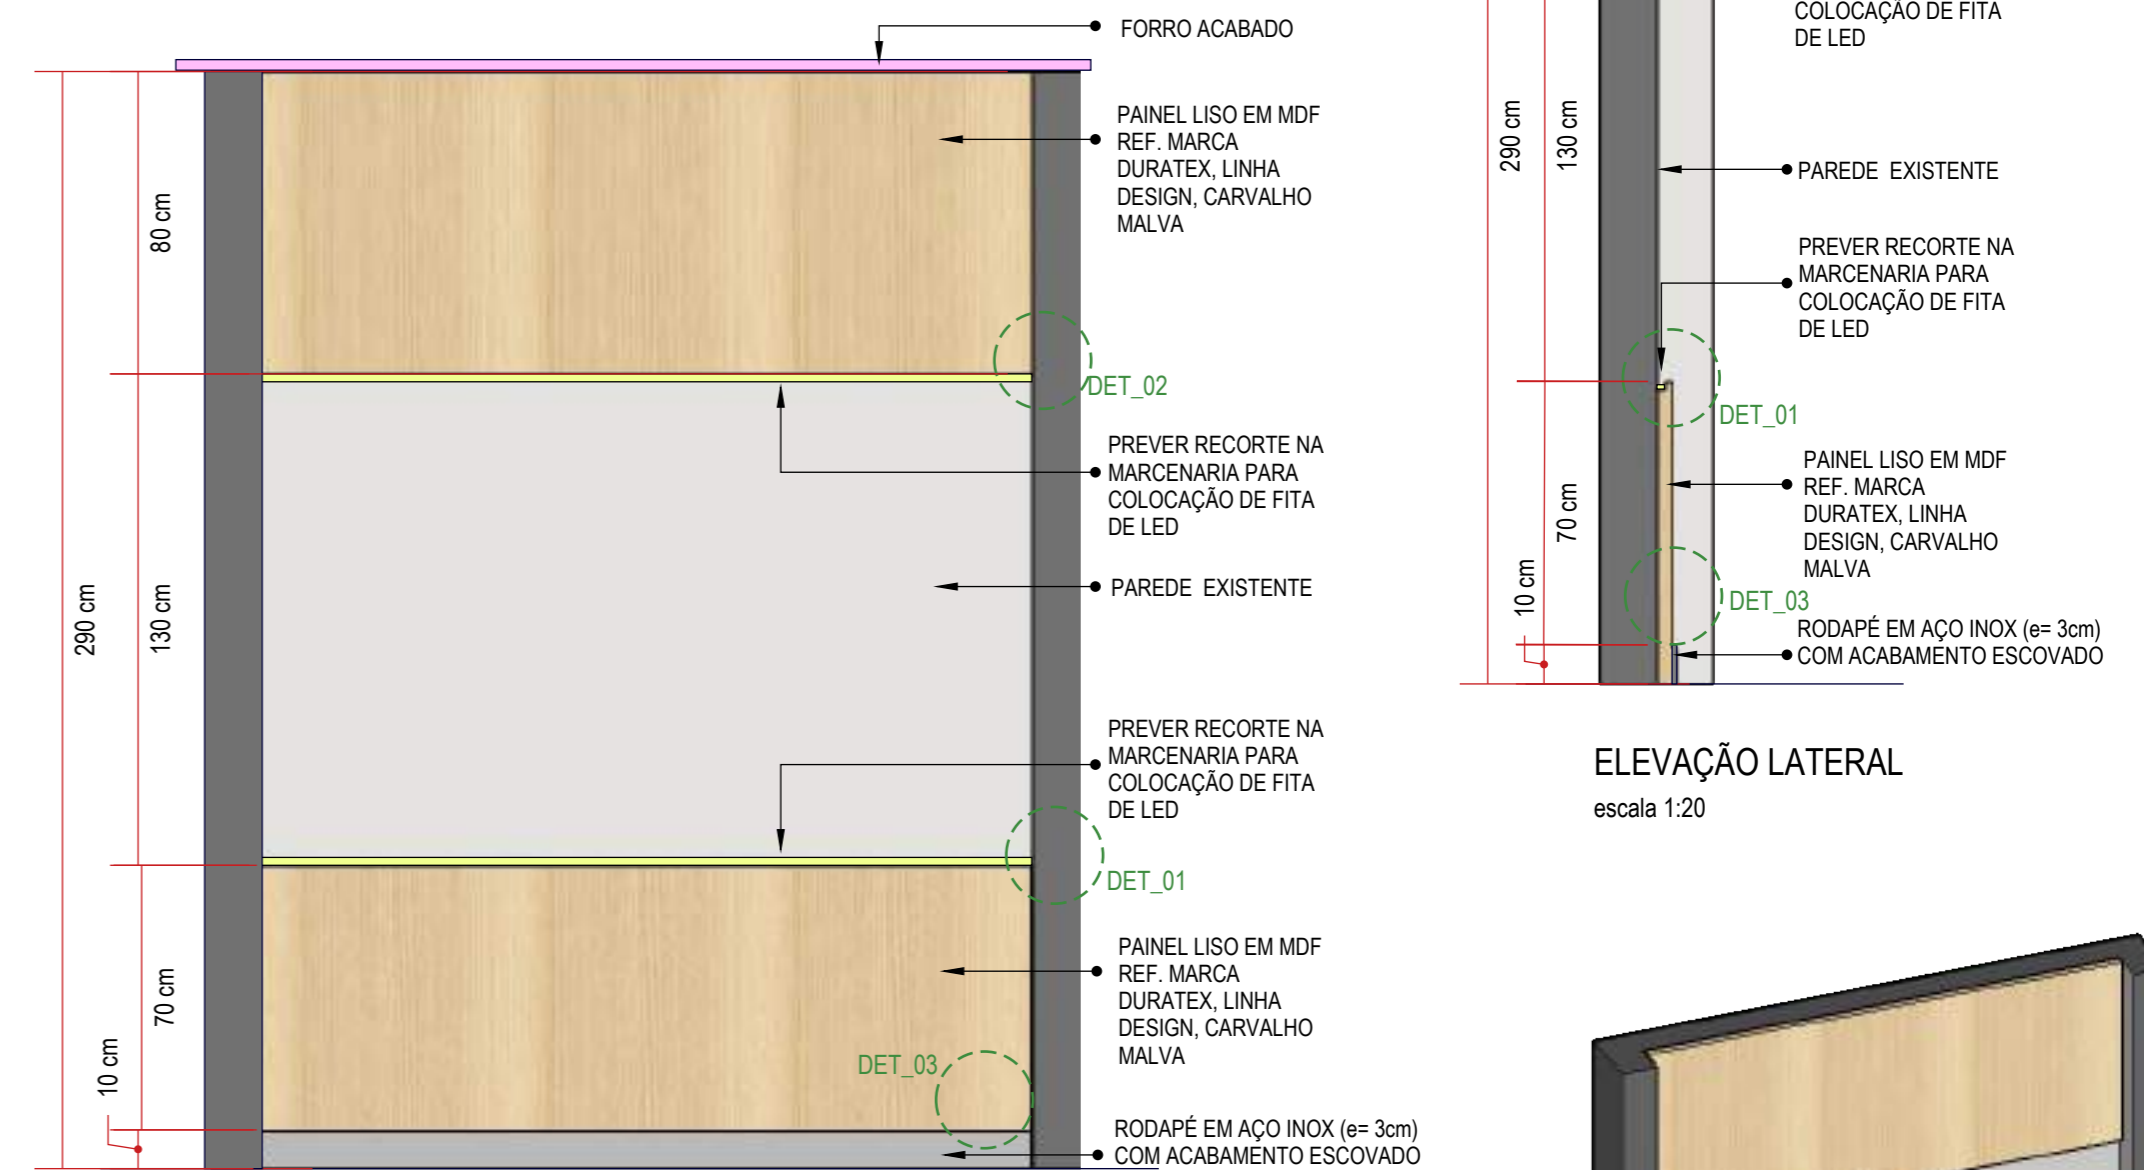 FORRO ACABADO
80 cm
PAINEL LISO EM MDF
REF. MARCA
DURATEX, LINHA
DESIGN, CARVALHO
MALVA
DET_02
PREVER RECORTE NA
MARCENARIA PARA
COLOCAÇÃO DE FITA
DE LED
290 cm
130 cm
PAREDE EXISTENTE
PREVER RECORTE NA
MARCENARIA PARA
COLOCAÇÃO DE FITA
DE LED
DET_01
70 cm
PAINEL LISO EM MDF
REF. MARCA
DURATEX, LINHA
DESIGN, CARVALHO
MALVA
10 cm
DET_03
RODAPÉ EM AÇO INOX (e= 3cm)
COM ACABAMENTO ESCOVADO
COLOCAÇÃO DE FITA
DE LED
290 cm
130 cm
PAREDE EXISTENTE
PREVER RECORTE NA
MARCENARIA PARA
COLOCAÇÃO DE FITA
DE LED
DET_01
70 cm
PAINEL LISO EM MDF
REF. MARCA
DURATEX, LINHA
DESIGN, CARVALHO
MALVA
10 cm
DET_03
RODAPÉ EM AÇO INOX (e= 3cm)
COM ACABAMENTO ESCOVADO
ELEVAÇÃO LATERAL
escala 1:20